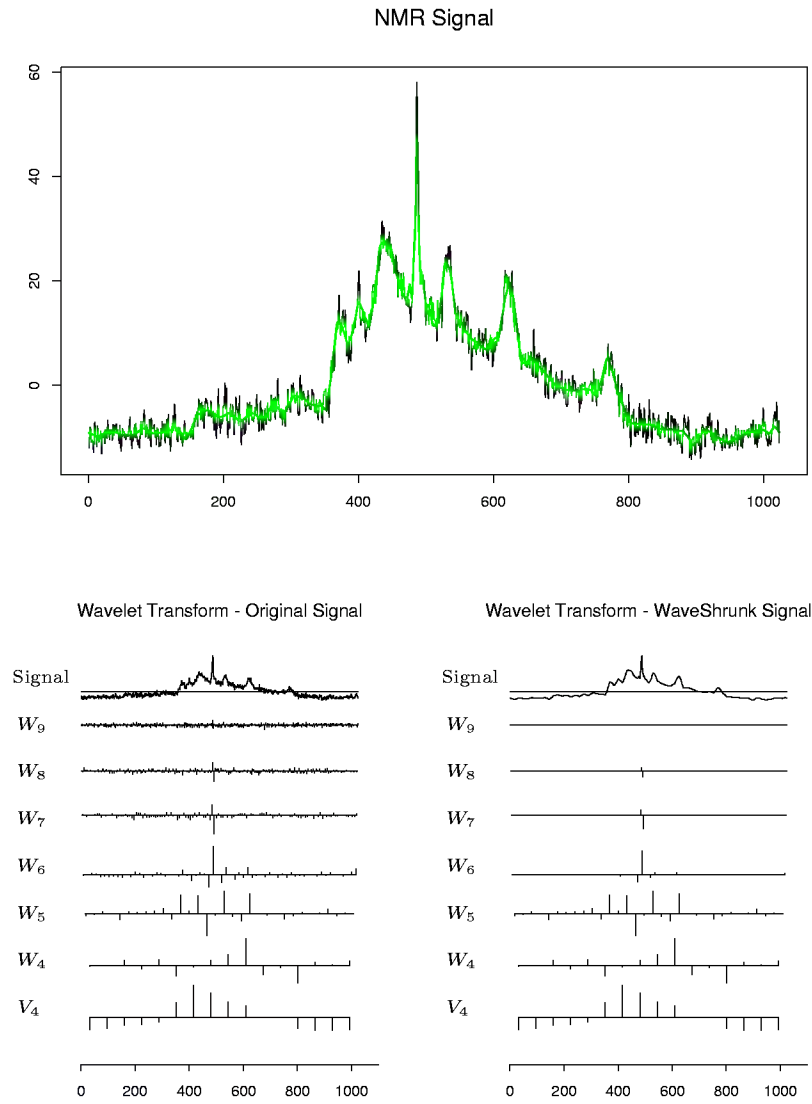 NMR Signal
60
40
20
0
0 200 400 600 800 1000
Wavelet Transform - Original Signal
Signal
W₉
W₈
W₇
W₆
W₅
W₄
V₄
0 200 400 600 800 1000
Wavelet Transform - WaveShrunk Signal
Signal
W₉
W₈
W₇
W₆
W₅
W₄
V₄
0 200 400 600 800 1000